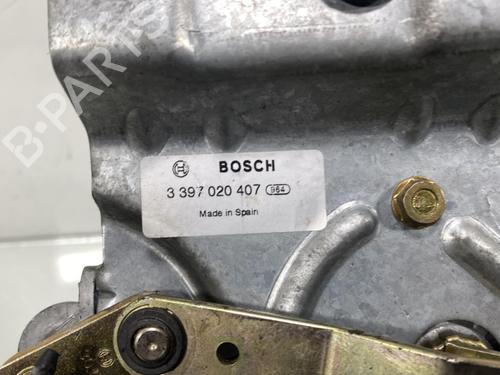 B-PARTS
BOSCH
3 397 020 407 964
Made in Spain